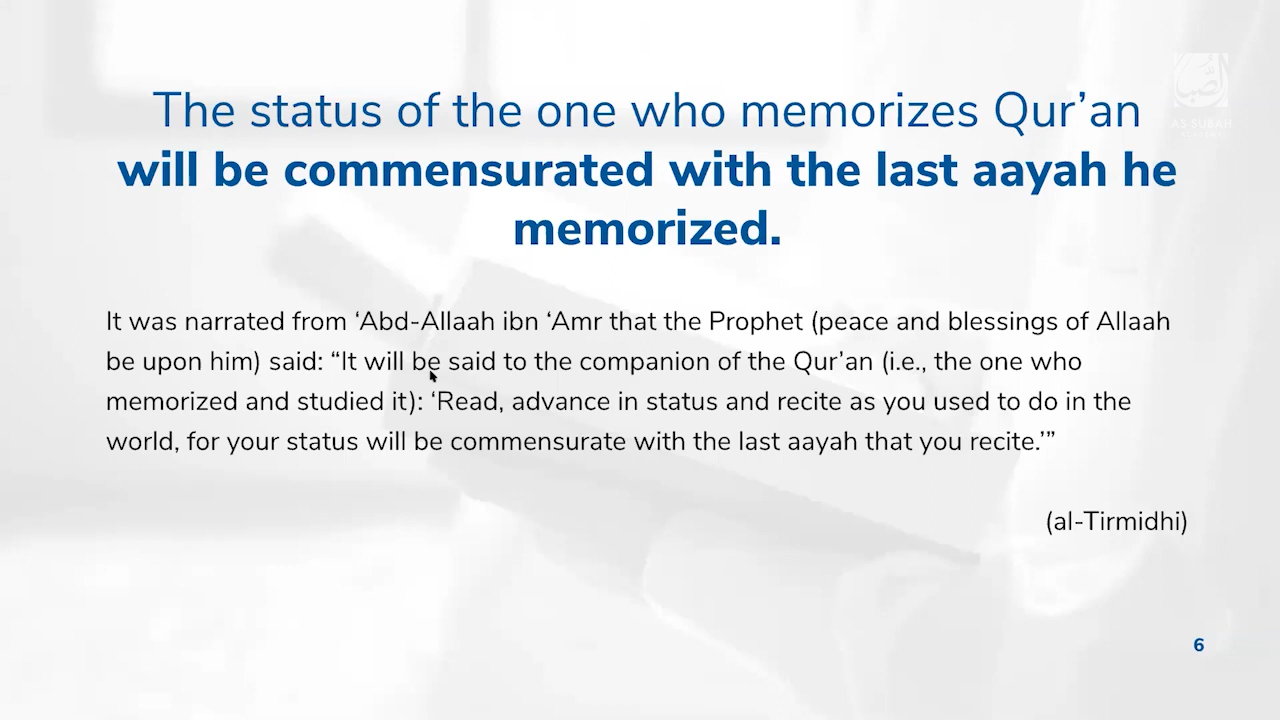 The status of the one who memorizes Qur’an
will be commensurated with the last aayah he
memorized.
It was narrated from ‘Abd-Allaah ibn ‘Amr that the Prophet (peace and blessings of Allaah
be upon him) said: “It will be said to the companion of the Qur’an (i.e., the one who
memorized and studied it): ‘Read, advance in status and recite as you used to do in the
world, for your status will be commensurate with the last aayah that you recite.’”
(al-Tirmidhi)
6
AS-SUBAH
ACADEMY